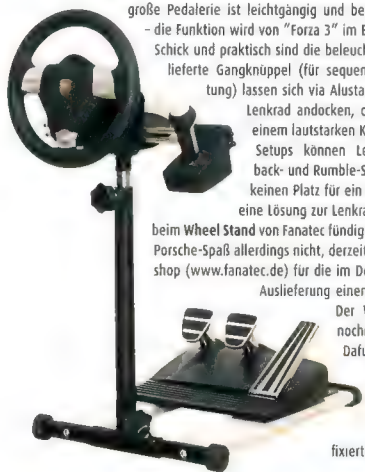 große Pedalerie ist leichtgängig und be
– die Funktion wird von "Forza 3" im E
Schick und praktisch sind die beleuch
lieferte Gangknüppel (für sequen
tung) lassen sich via Alusta
Lenkrad andocken, o
einem lautstarken K
Setups können Le
back- und Rumble-S
keinen Platz für ein
eine Lösung zur Lenkra
beim Wheel Stand von Fanatec fündig
Porsche-Spaß allerdings nicht, derzeit
shop (www.fanatec.de) für die im De
Auslieferung einer
Der W
noch
Dafu
fixiert